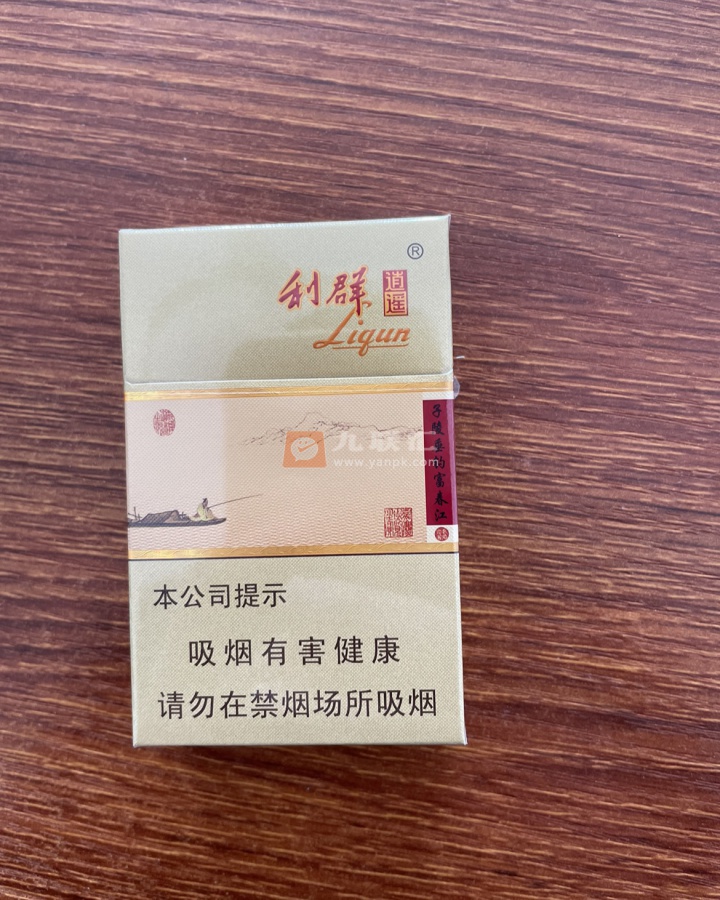 ®
利群
逍遥
Liqun
子陵垂钓富春江
九联汇
www.yanpk.com
本公司提示
吸烟有害健康
请勿在禁烟场所吸烟